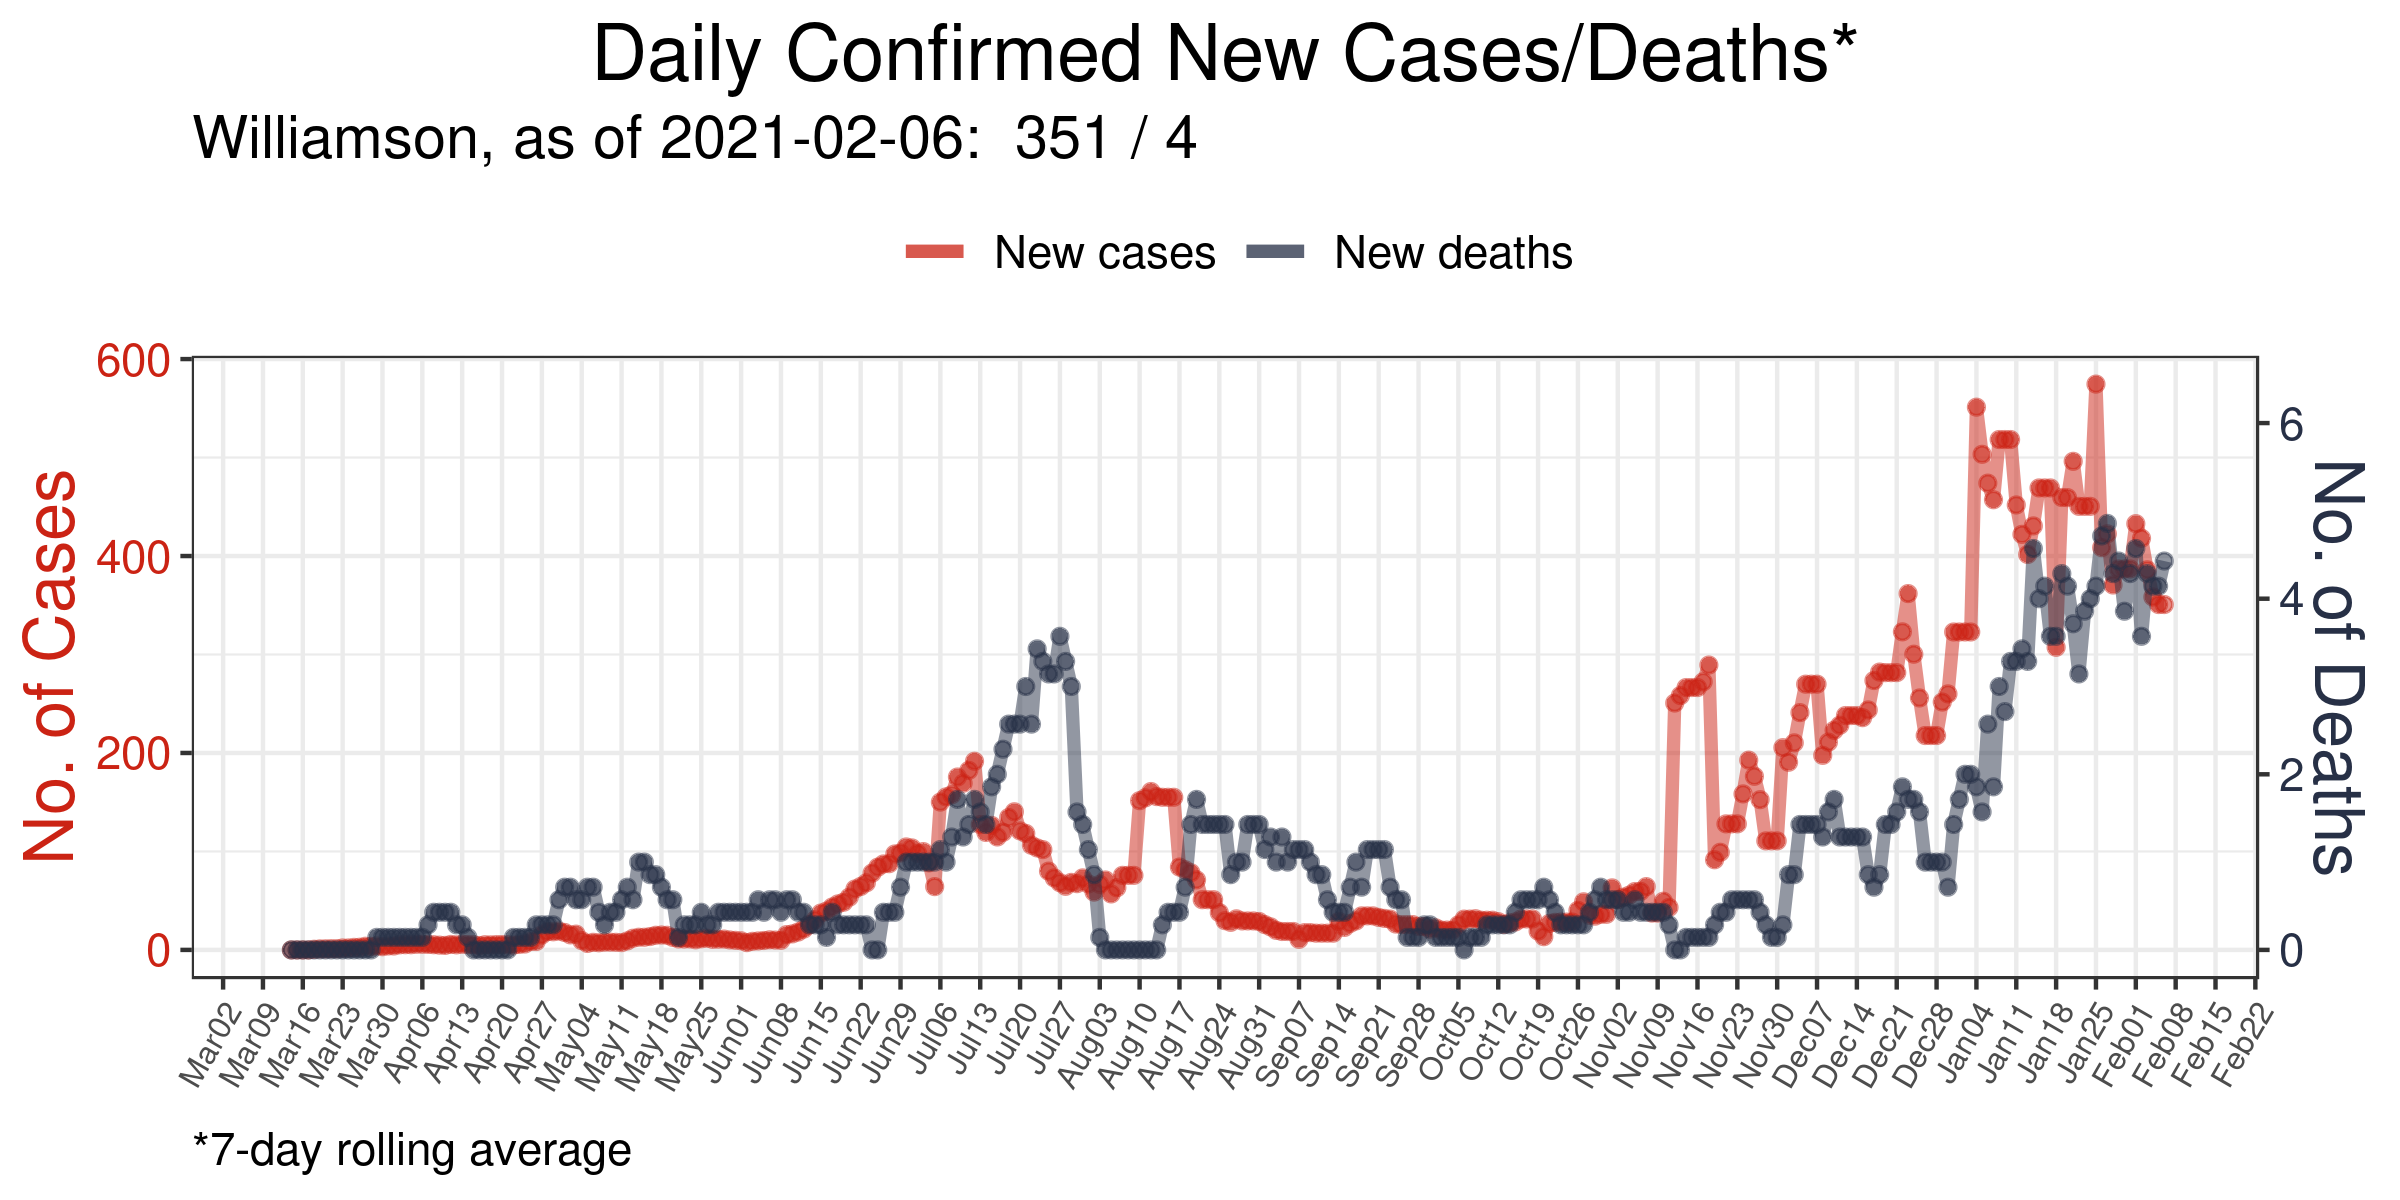 Daily Confirmed New Cases/Deaths*
Williamson, as of 2021-02-06:  351 / 4
New cases New deaths
No. of Cases
600
400
200
0
6
4
2
0
No. of Deaths
Mar02 Mar09 Mar16 Mar23 Mar30 Apr06 Apr13 Apr20 Apr27 May04 May11 May18 May25 Jun01 Jun08 Jun15 Jun22 Jun29 Jul06 Jul13 Jul20 Jul27 Aug03 Aug10 Aug17 Aug24 Aug31 Sep07 Sep14 Sep21 Sep28 Oct05 Oct12 Oct19 Oct26 Nov02 Nov09 Nov16 Nov23 Nov30 Dec07 Dec14 Dec21 Dec28 Jan04 Jan11 Jan18 Jan25 Feb01 Feb08 Feb15 Feb22
*7-day rolling average